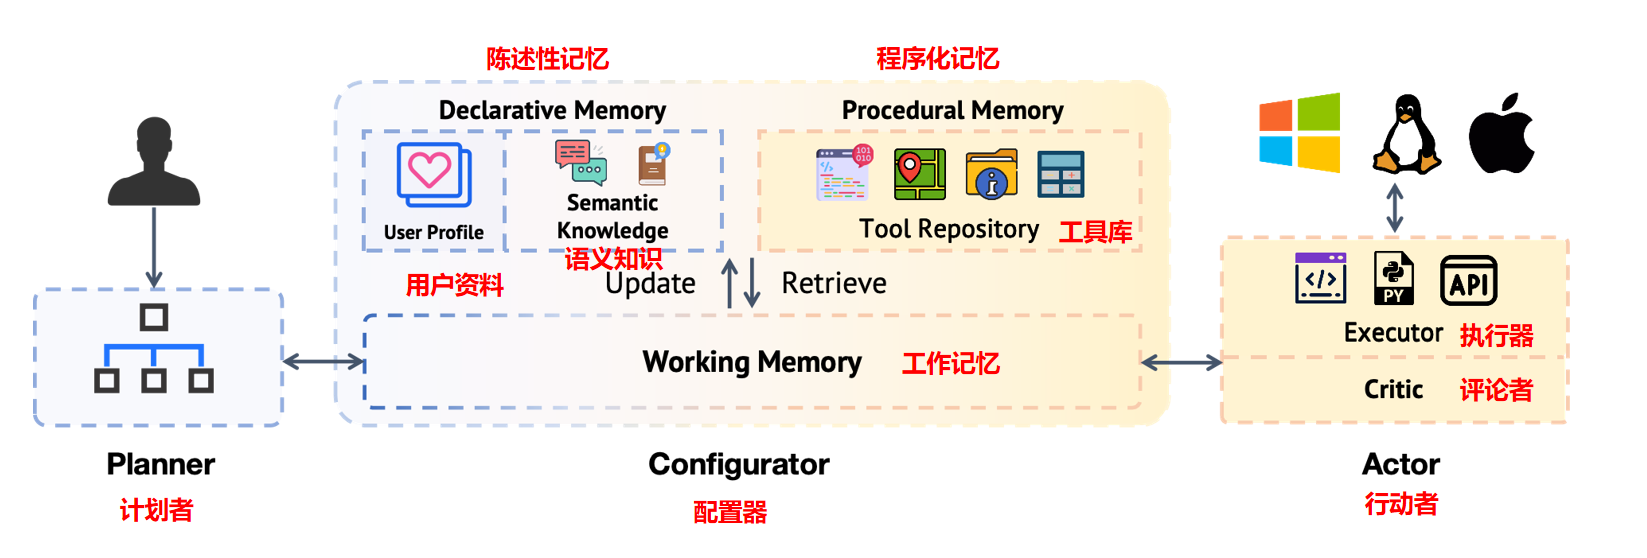 陈述性记忆
程序化记忆
Declarative Memory
Procedural Memory
101
010
</>
User Profile
Semantic
Knowledge
Tool Repository
工具库
用户资料
语义知识
Update
Retrieve
</>
PY
API
Executor
执行器
Working Memory
工作记忆
Critic
评论者
Planner
Configurator
Actor
计划者
配置器
行动者